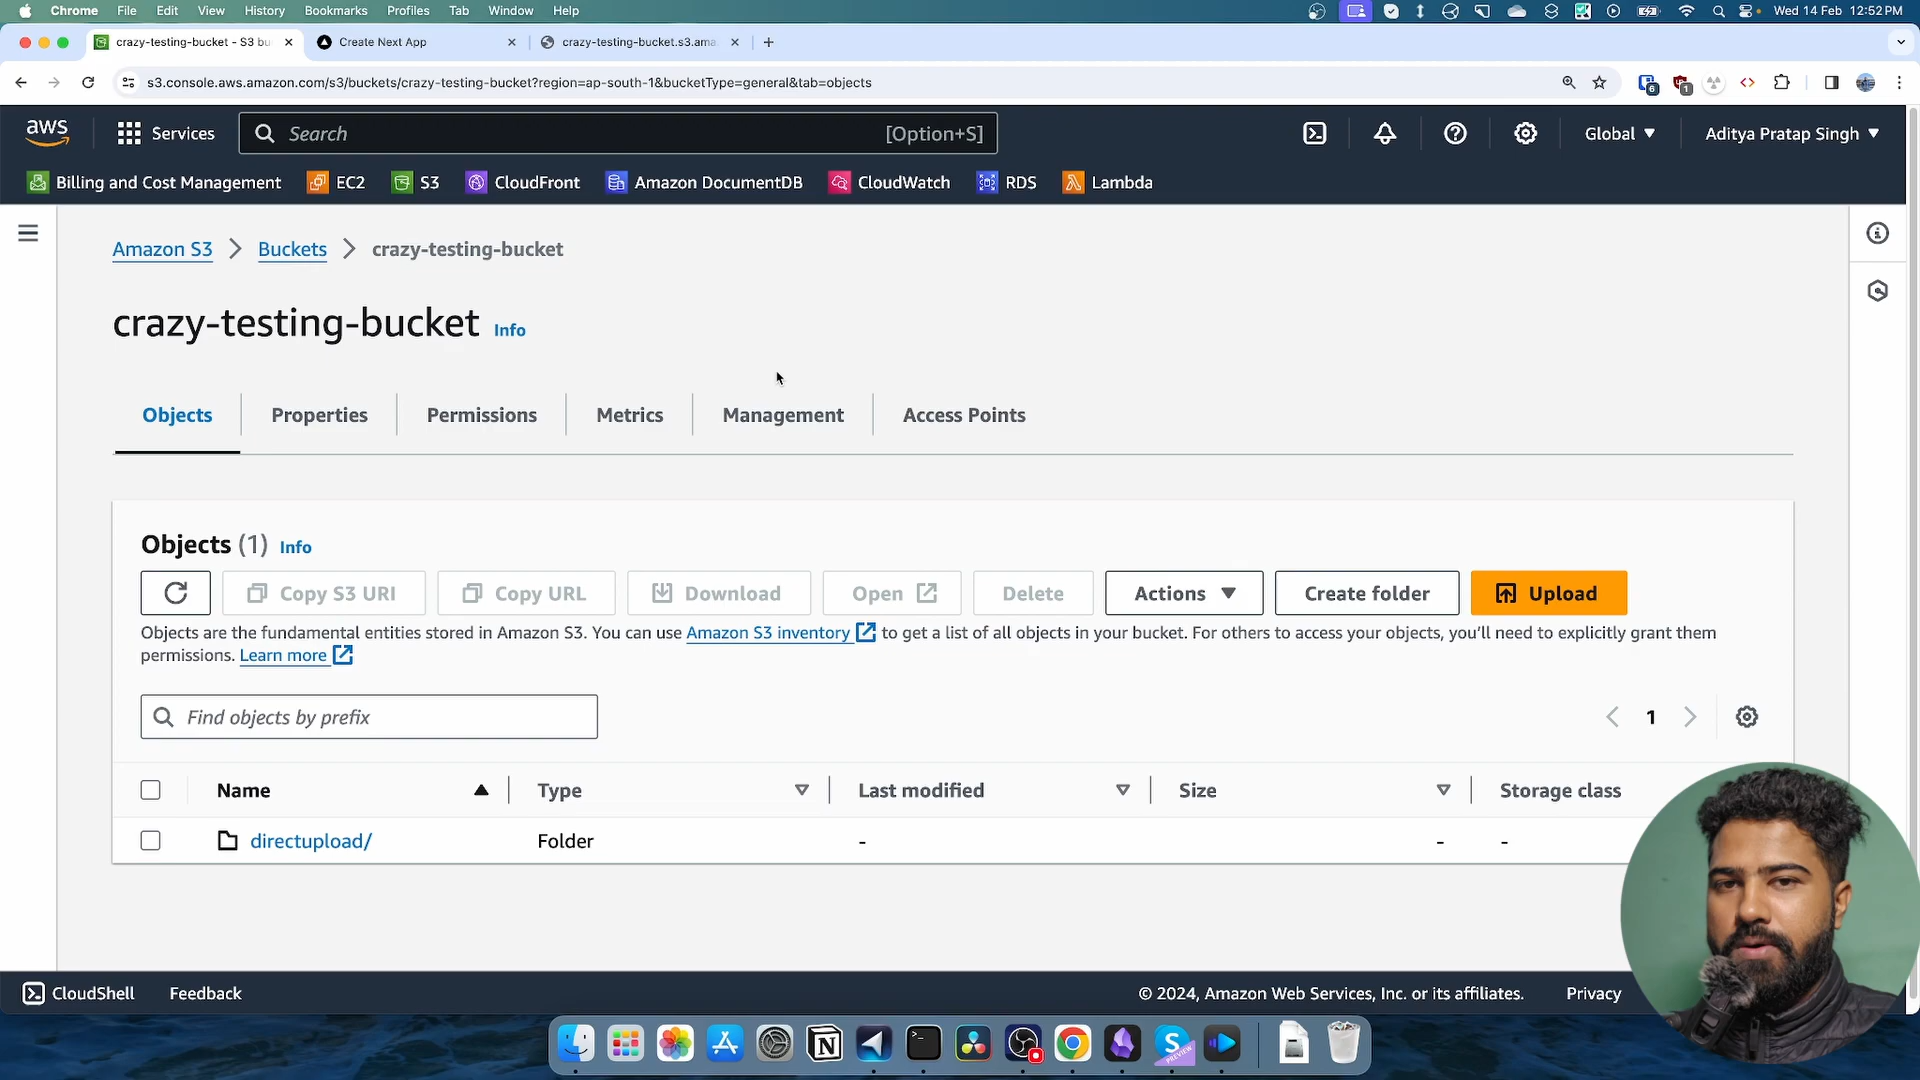 Chrome File Edit View History Bookmarks Profiles Tab Window Help Wed 14 Feb 12:52 PM
crazy-testing-bucket - S3 bu Create Next App crazy-testing-bucket.s3.ama
s3.console.aws.amazon.com/s3/buckets/crazy-testing-bucket?region=ap-south-1&bucketType=general&tab=objects 6 1
aws Services Search [Option+S] Global Aditya Pratap Singh
Billing and Cost Management EC2 S3 CloudFront Amazon DocumentDB CloudWatch RDS Lambda
Amazon S3 Buckets crazy-testing-bucket
crazy-testing-bucket Info
Objects Properties Permissions Metrics Management Access Points
Objects (1) Info
Copy S3 URI Copy URL Download Open Delete Actions Create folder Upload
Objects are the fundamental entities stored in Amazon S3. You can use Amazon S3 inventory to get a list of all objects in your bucket. For others to access your objects, you'll need to explicitly grant them
permissions. Learn more
Find objects by prefix 1
Name Type Last modified Size Storage class
directupload/ Folder - - -
CloudShell Feedback © 2024, Amazon Web Services, Inc. or its affiliates. Privacy
PREVIEW